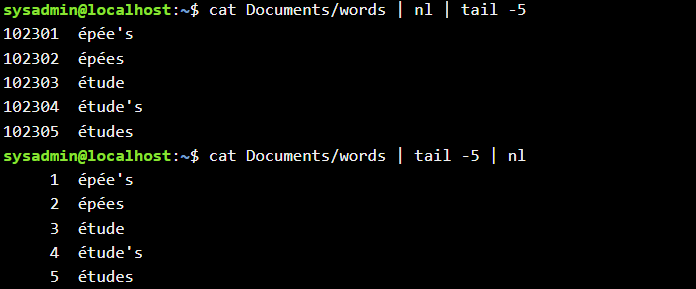 sysadmin@localhost:~$ cat Documents/words | nl | tail -5
102301  épée's
102302  épées
102303  étude
102304  étude's
102305  études
sysadmin@localhost:~$ cat Documents/words | tail -5 | nl
     1  épée's
     2  épées
     3  étude
     4  étude's
     5  études